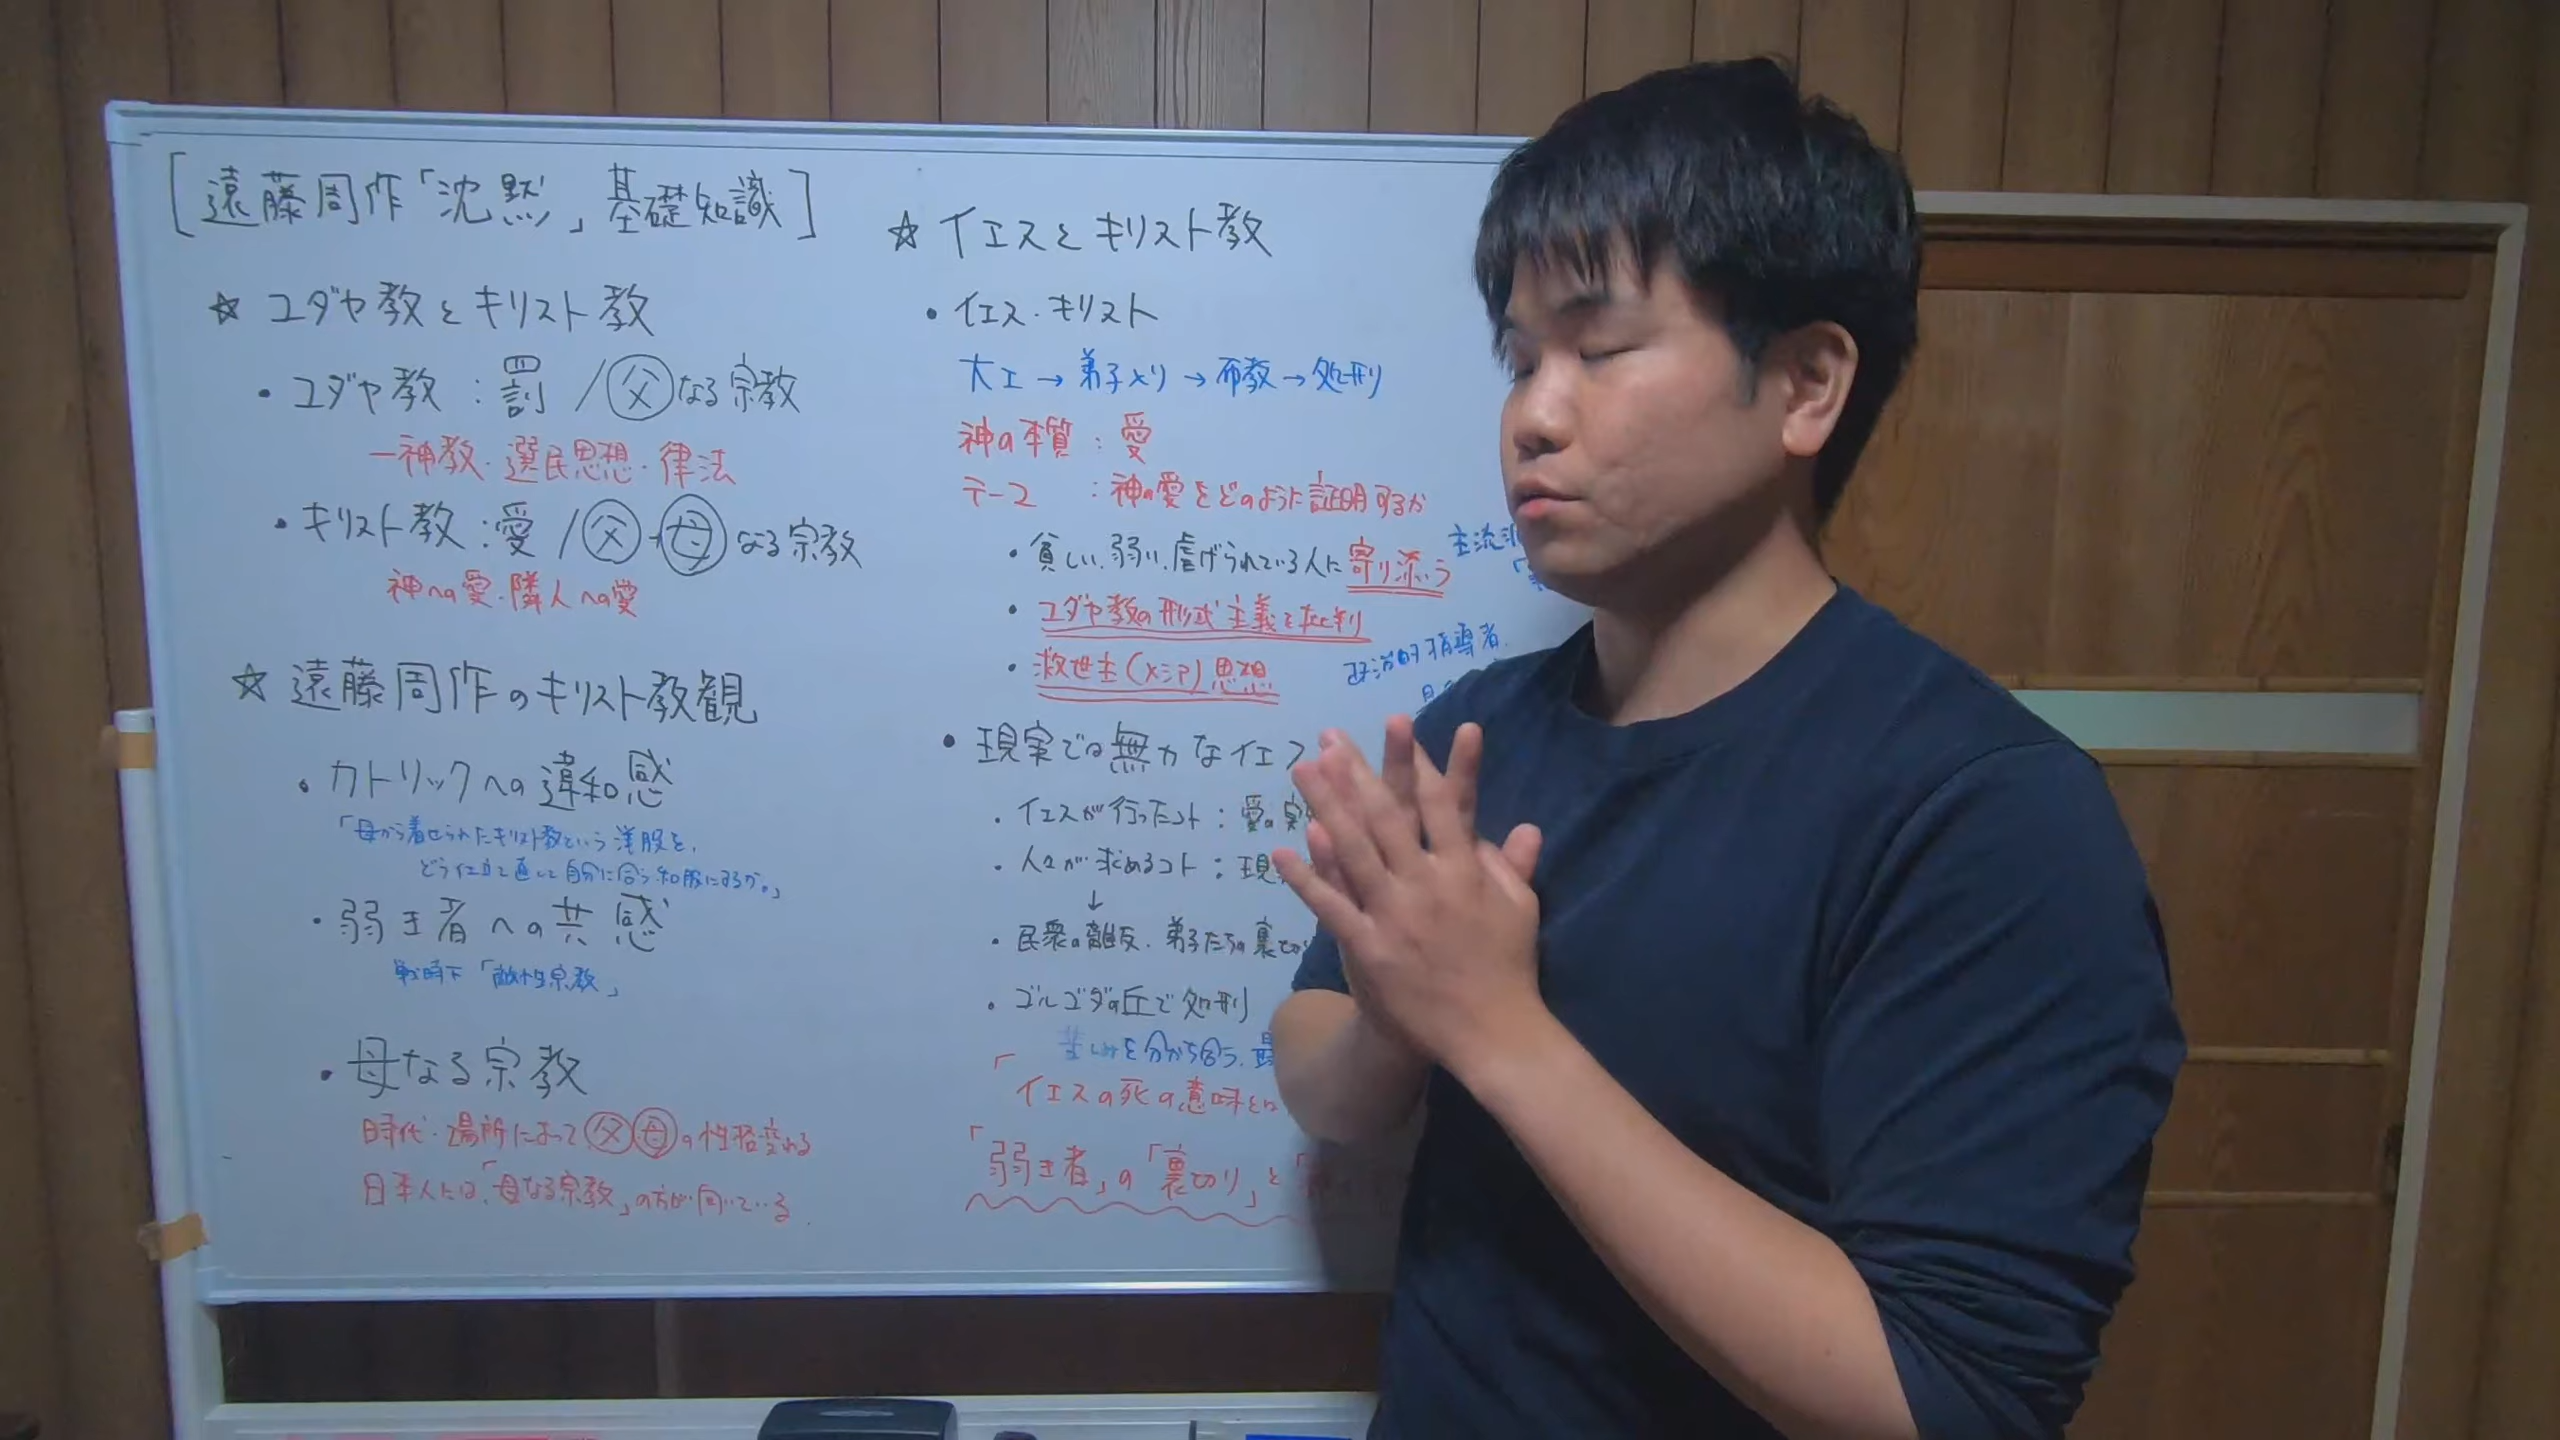 [遠藤周作「沈黙」基礎知識]
☆ ユダヤ教とキリスト教
・ユダヤ教：罰 / 父なる宗教
一神教・選民思想・律法
・キリスト教：愛 / 父・母なる宗教
神への愛・隣人への愛
☆ 遠藤周作のキリスト教観
・カトリックへの違和感
「母から着せられたキリスト教という洋服を、
どう仕立て直して自分に合う和服にするか。」
・弱き者への共感
戦時下「敵性宗教」
・母なる宗教
時代・場所によって父母の性格変わる
日本人には、「母なる宗教」の方が向いている.
☆ イエスとキリスト教
・イエス・キリスト
大工→弟子入り→布教→処刑
神の本質：愛
テーマ：神の愛をどのように証明するか
・貧しい、弱い、虐げられている人に寄り添う
主流派
・ユダヤ教の形式主義を批判
・救世主(メシア)思想
政治的指導者
・現実では無力なイエス
・イエスが行ったコト：愛の
・人々が求めるコト：現
↓
・民衆の離反、弟子たちの裏切
・ゴルゴダの丘で処刑
苦しみを分かち合う、
「イエスの死の意味とは
「弱き者」の「裏切り」と「